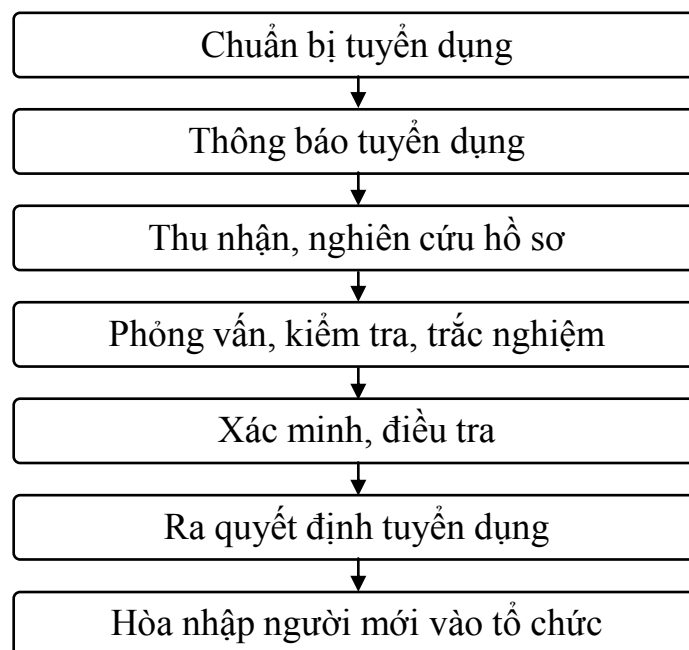 Chuẩn bị tuyển dụng
Thông báo tuyển dụng
Thu nhận, nghiên cứu hồ sơ
Phỏng vấn, kiểm tra, trắc nghiệm
Xác minh, điều tra
Ra quyết định tuyển dụng
Hòa nhập người mới vào tổ chức